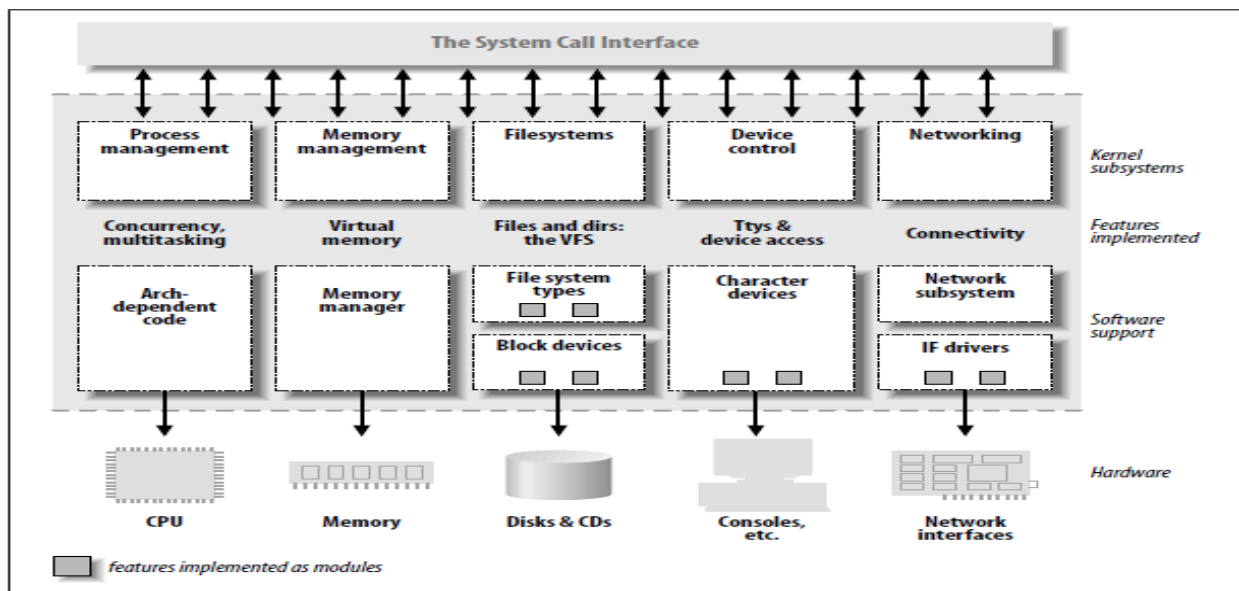 The System Call Interface
Process
management
Memory
management
Filesystems
Device
control
Networking
Kernel
subsystems
Concurrency,
multitasking
Virtual
memory
Files and dirs:
the VFS
Ttys &
device access
Connectivity
Features
implemented
Arch-
dependent
code
Memory
manager
File system
types
Block devices
Character
devices
Network
subsystem
IF drivers
Software
support
Hardware
CPU
Memory
Disks & CDs
Consoles,
etc.
Network
interfaces
features implemented as modules